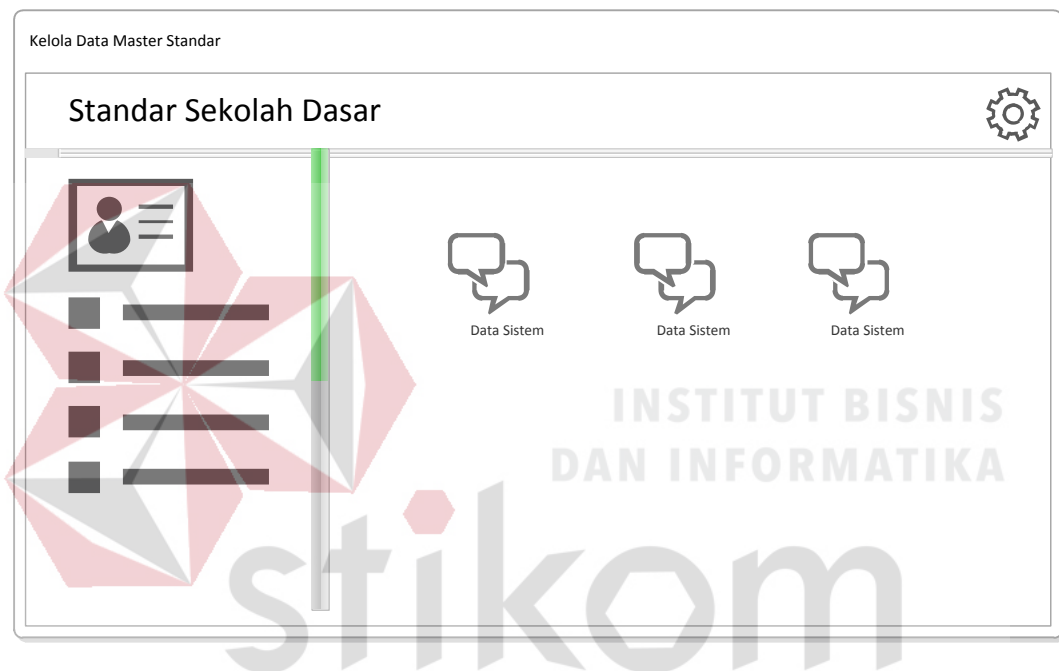 Kelola Data Master Standar
Standar Sekolah Dasar
Data Sistem
Data Sistem
Data Sistem
INSTITUT BISNIS
DAN INFORMATIKA
stikom